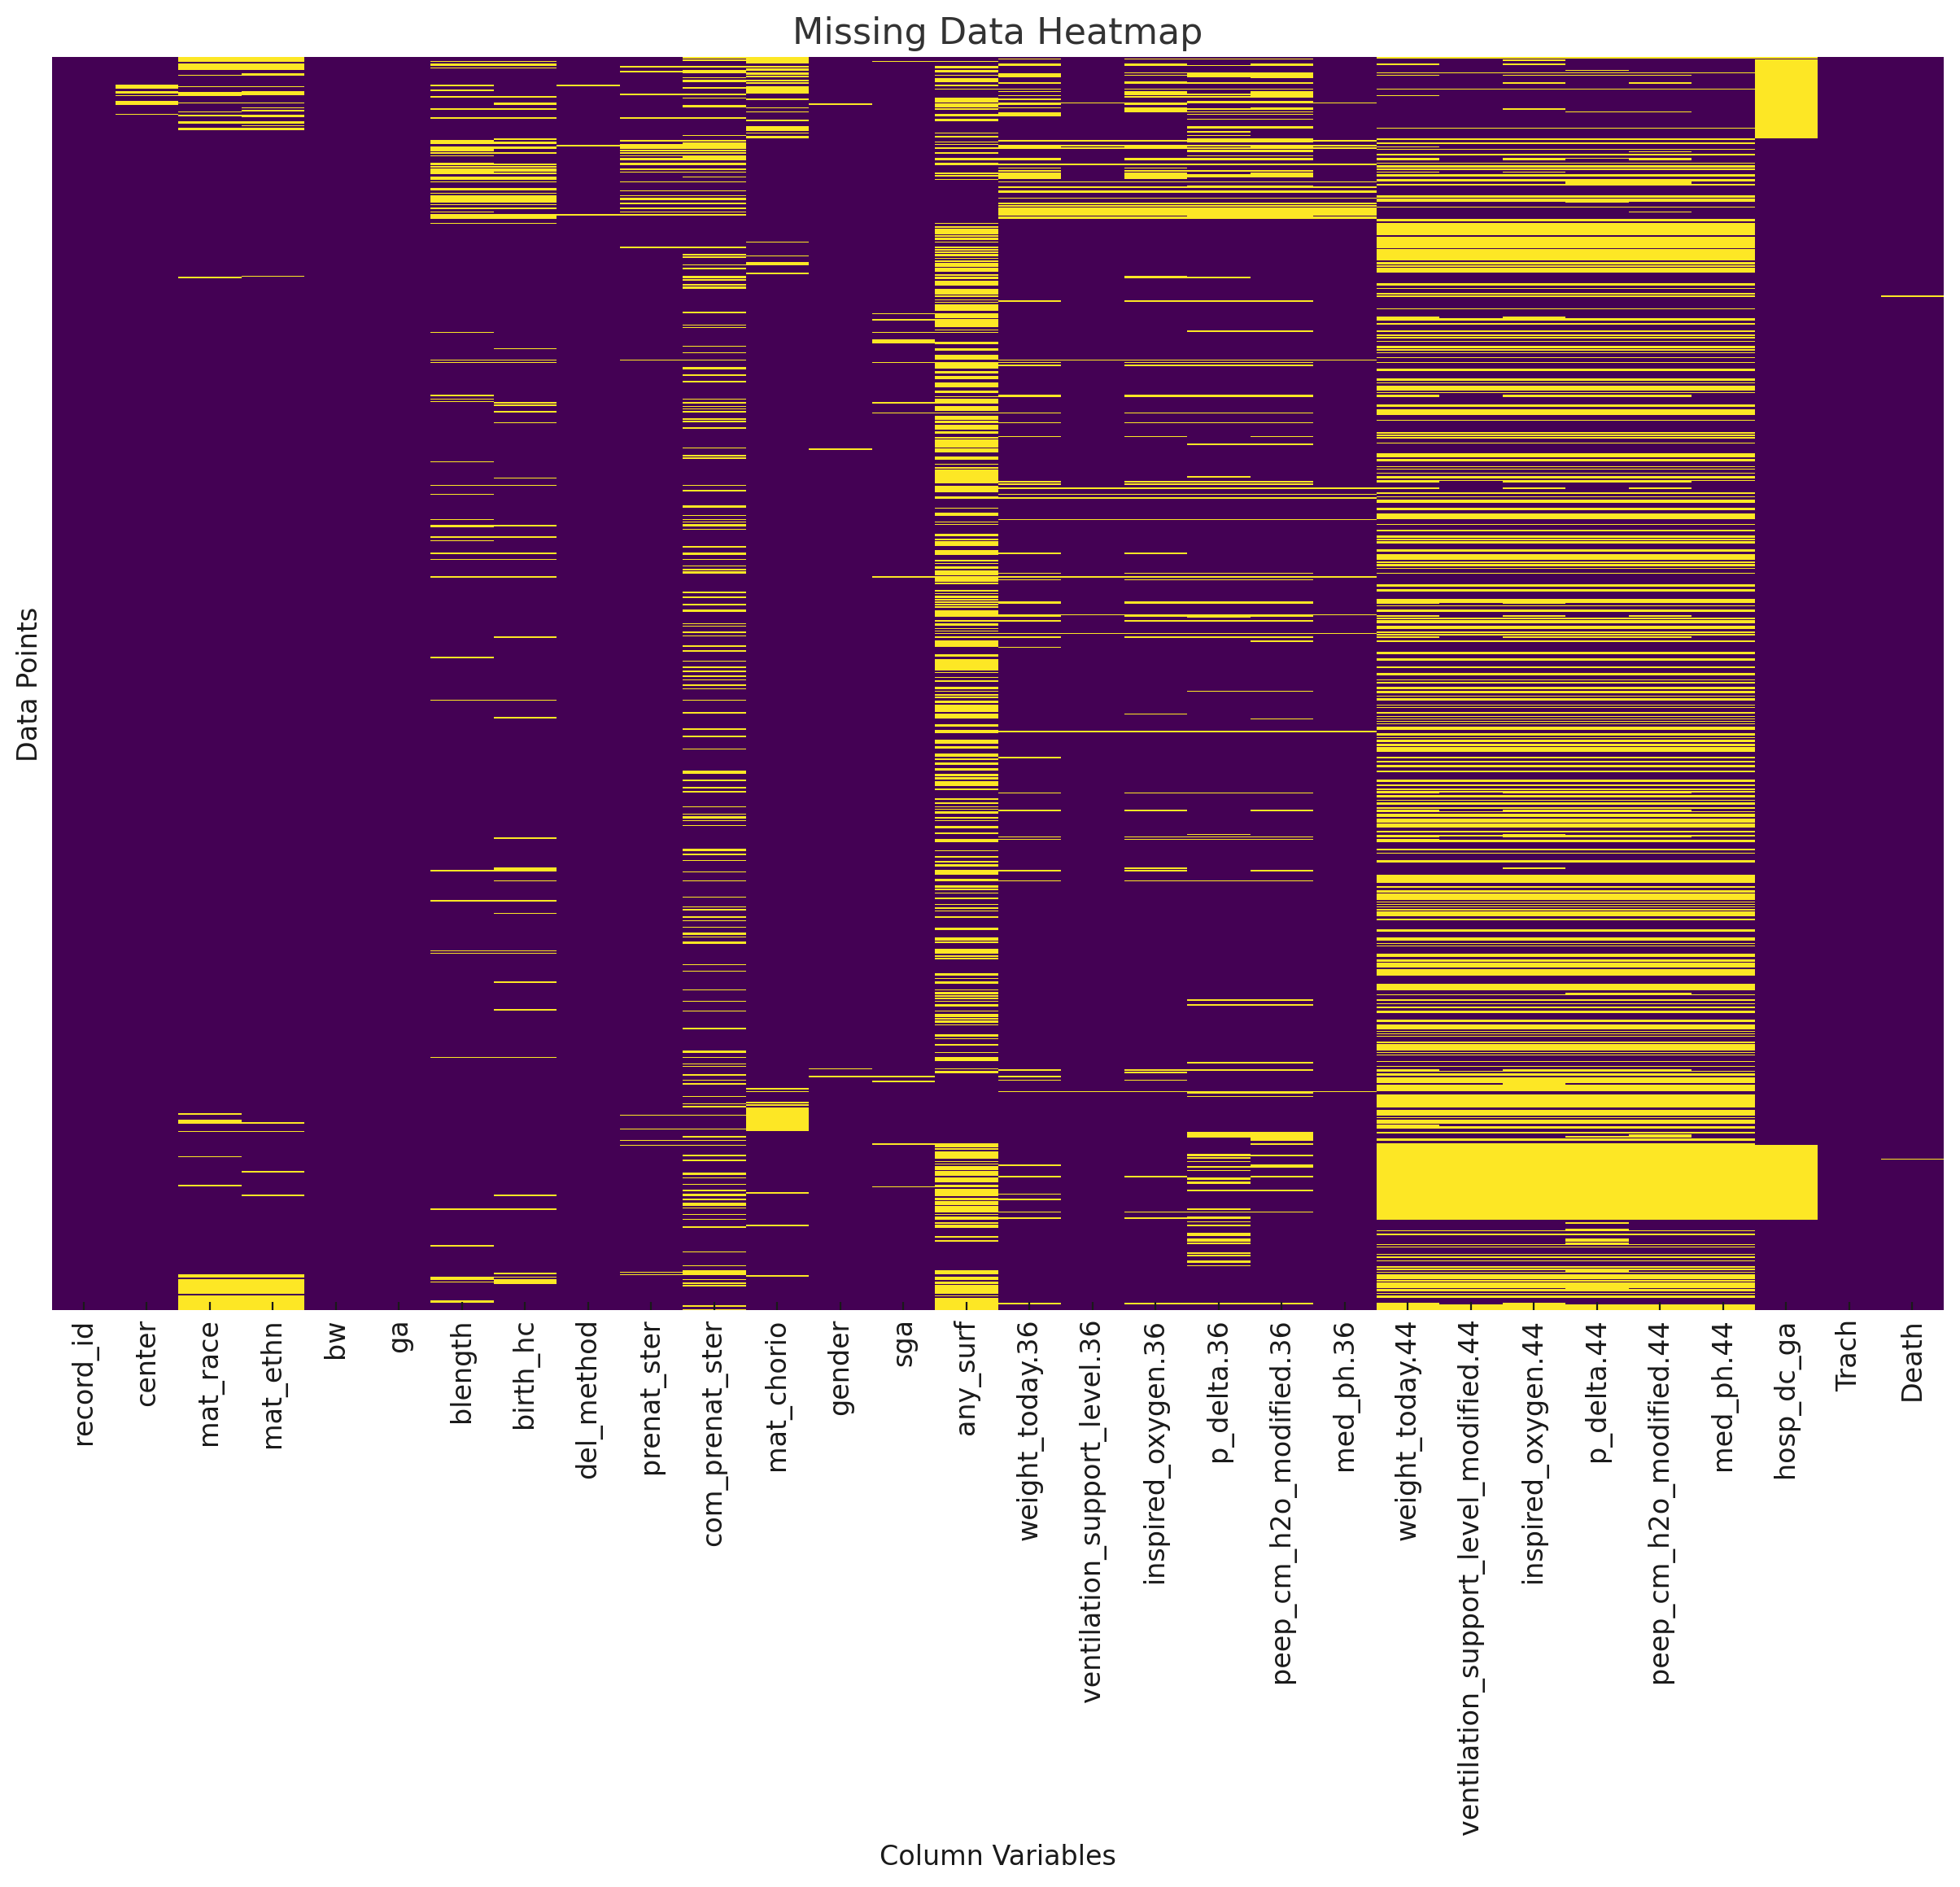 Missing Data Heatmap
Data Points
record_id
center
mat_race
mat_ethn
bw
ga
blength
birth_hc
del_method
prenat_ster
com_prenat_ster
mat_chorio
gender
sga
any_surf
weight_today.36
ventilation_support_level.36
inspired_oxygen.36
p_delta.36
peep_cm_h2o_modified.36
med_ph.36
weight_today.44
ventilation_support_level_modified.44
inspired_oxygen.44
p_delta.44
peep_cm_h2o_modified.44
med_ph.44
hosp_dc_ga
Trach
Death
Column Variables